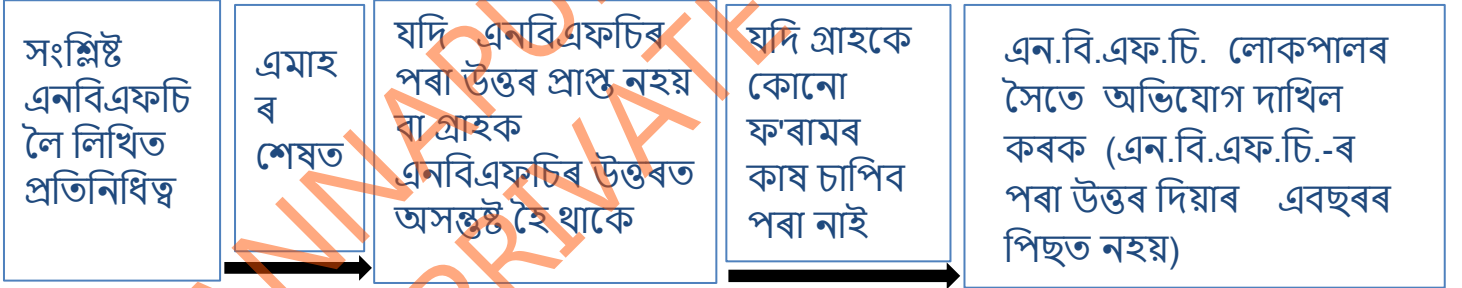 সংশ্লিষ্ট
এনবিএফচি
লৈ লিখিত
প্ৰতিনিধিত্ব
এমাহ
ৰ
শেষত
যদি এনবিএফচিৰ
পৰা উত্তৰ প্ৰাপ্ত নহয়
বা গ্ৰাহক
এনবিএফচিৰ উত্তৰত
অসন্তুষ্ট হৈ থাকে
যদি গ্ৰাহকে
কোনো
ফ'ৰামৰ
কাষ চাপিব
পৰা নাই
এন.বি.এফ.চি. লোকপালৰ
সৈতে অভিযোগ দাখিল
কৰক (এন.বি.এফ.চি.-ৰ
পৰা উত্তৰ দিয়াৰ এবছৰৰ
পিছত নহয়)
PRIVATE